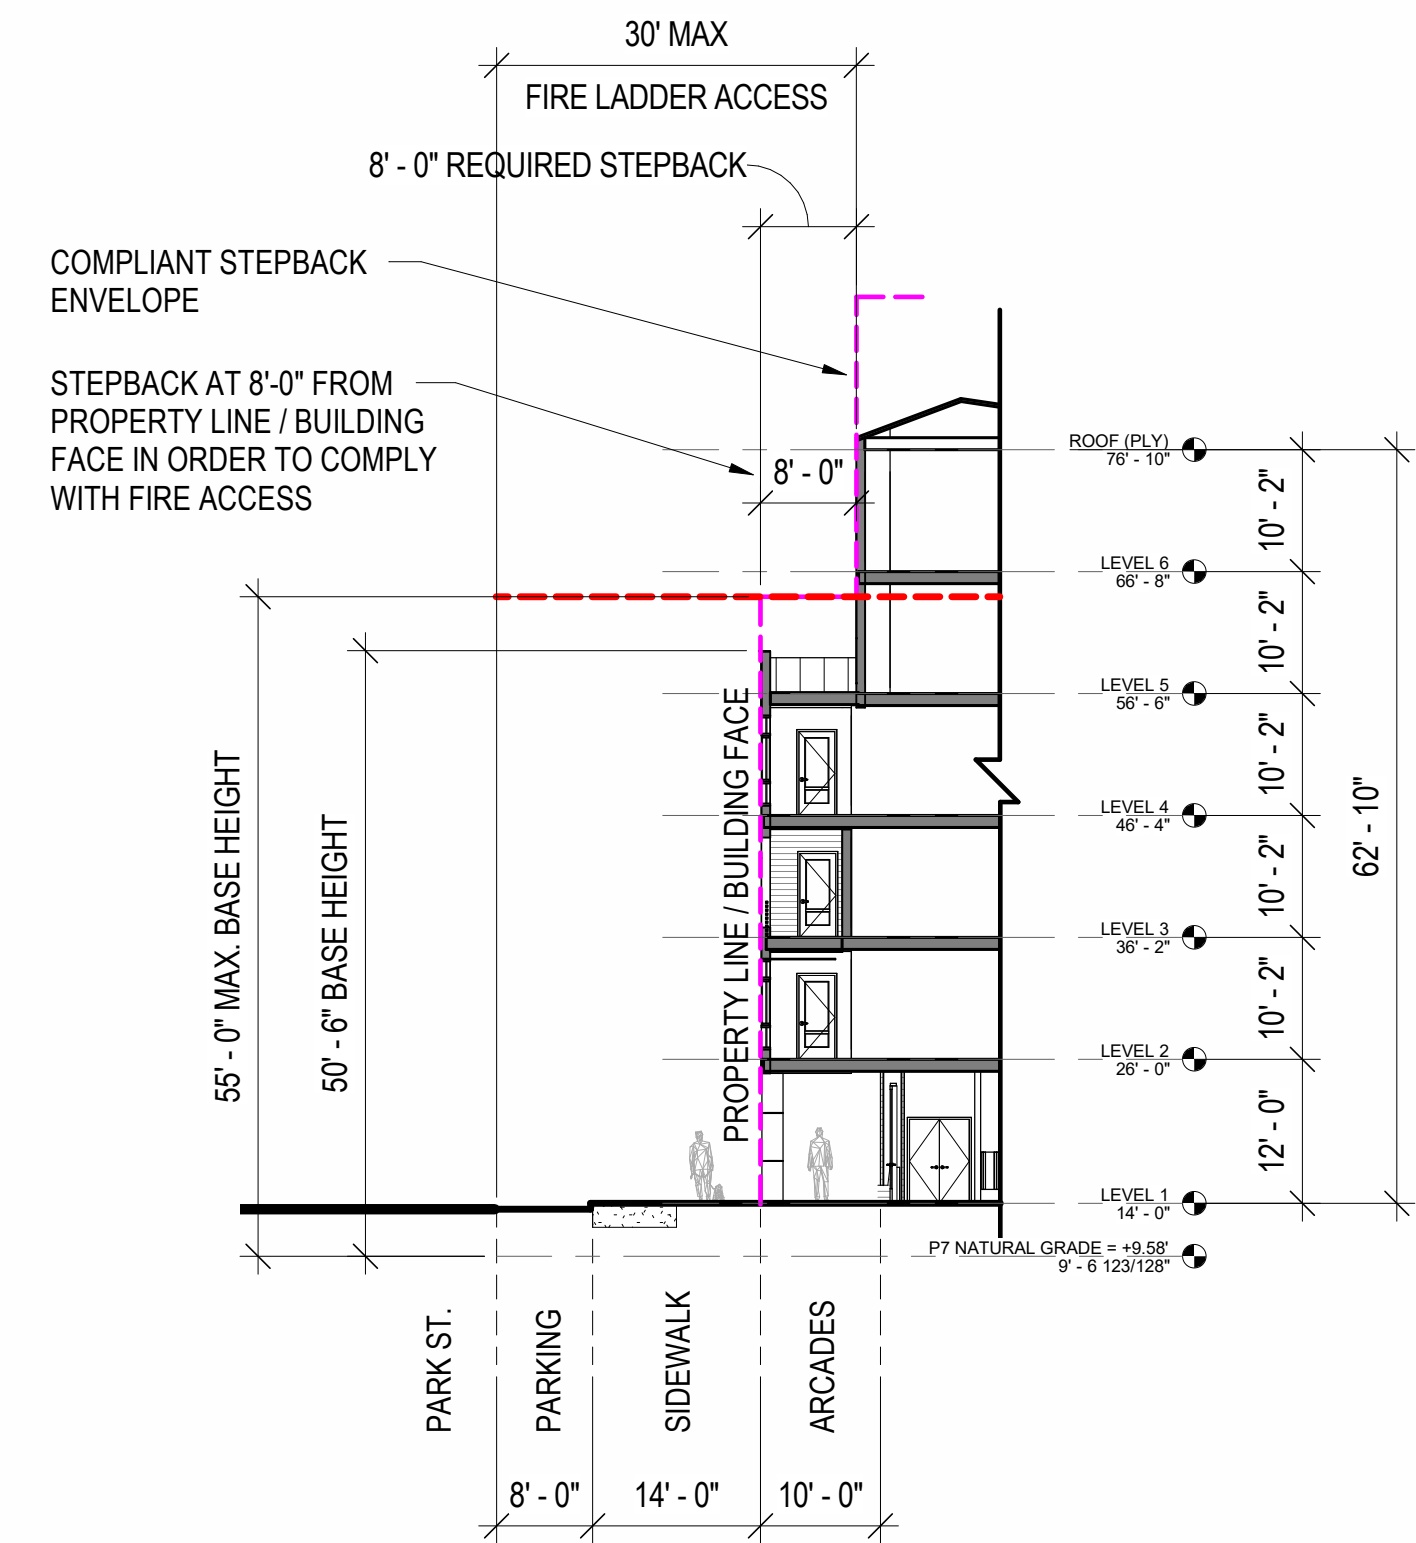 30' MAX
FIRE LADDER ACCESS
8' - 0" REQUIRED STEPBACK
COMPLIANT STEPBACK
ENVELOPE
STEPBACK AT 8'-0" FROM
PROPERTY LINE / BUILDING
FACE IN ORDER TO COMPLY
WITH FIRE ACCESS
8' - 0"
ROOF (PLY)
76' - 10"
10' - 2"
LEVEL 6
66' - 8"
10' - 2"
LEVEL 5
56' - 6"
10' - 2"
LEVEL 4
46' - 4"
10' - 2"
LEVEL 3
36' - 2"
10' - 2"
LEVEL 2
26' - 0"
12' - 0"
LEVEL 1
14' - 0"
62' - 10"
P7 NATURAL GRADE = +9.58'
9' - 6 123/128"
55' - 0" MAX. BASE HEIGHT
50' - 6" BASE HEIGHT
PROPERTY LINE / BUILDING FACE
PARK ST.
PARKING
SIDEWALK
ARCADES
8' - 0"
14' - 0"
10' - 0"